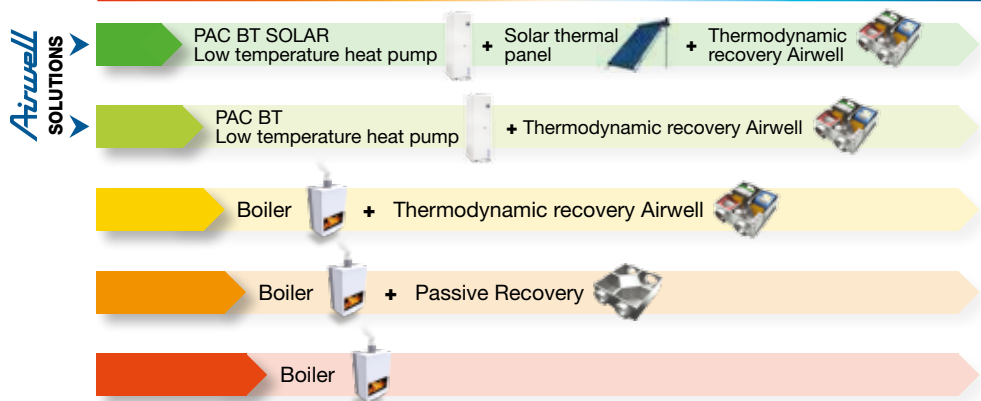 Airwell
SOLUTIONS
PAC BT SOLAR
Low temperature heat pump
+
Solar thermal
panel
+
Thermodynamic
recovery Airwell
PAC BT
Low temperature heat pump
+ Thermodynamic recovery Airwell
Boiler + Thermodynamic recovery Airwell
Boiler + Passive Recovery
Boiler